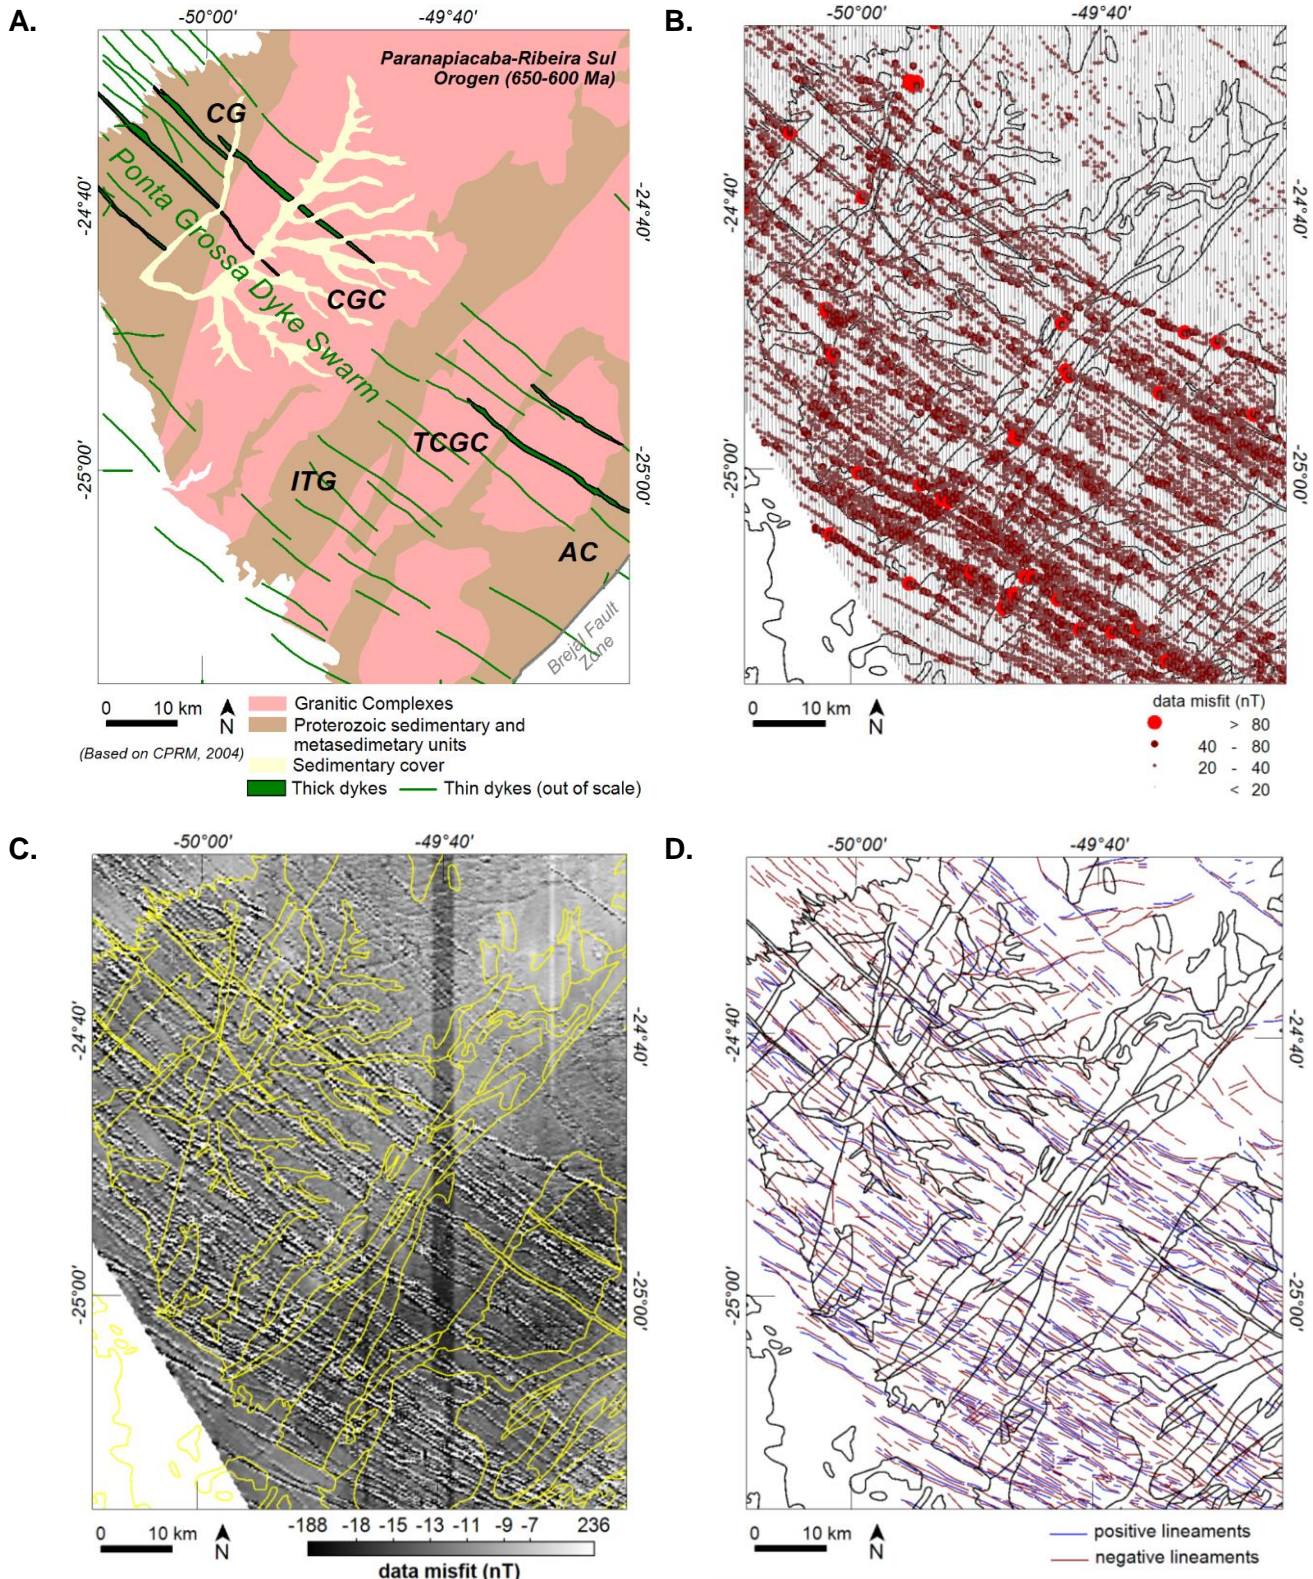 A.
-50°00'
-49°40'
Paranapiacaba-Ribeira Sul
Orogen (650-600 Ma)
CG
Ponta Grossa Dyke Swarm
CGC
TCGC
ITG
AC
Brejal Fault
Zone
-24°40'
-25°00'
-24°40'
-25°00'
0 10 km
N
(Based on CPRM, 2004)
Granitic Complexes
Proterozoic sedimentary and
metasedimetary units
Sedimentary cover
Thick dykes
Thin dykes (out of scale)
B.
-50°00'
-49°40'
-24°40'
-25°00'
-24°40'
-25°00'
0 10 km
N
data misfit (nT)
> 80
40 - 80
20 - 40
< 20
C.
-50°00'
-49°40'
-24°40'
-25°00'
-24°40'
-25°00'
0 10 km
N
-188 -18 -15 -13 -11 -9 -7 236
data misfit (nT)
D.
-50°00'
-49°40'
-24°40'
-25°00'
-24°40'
-25°00'
0 10 km
N
positive lineaments
negative lineaments